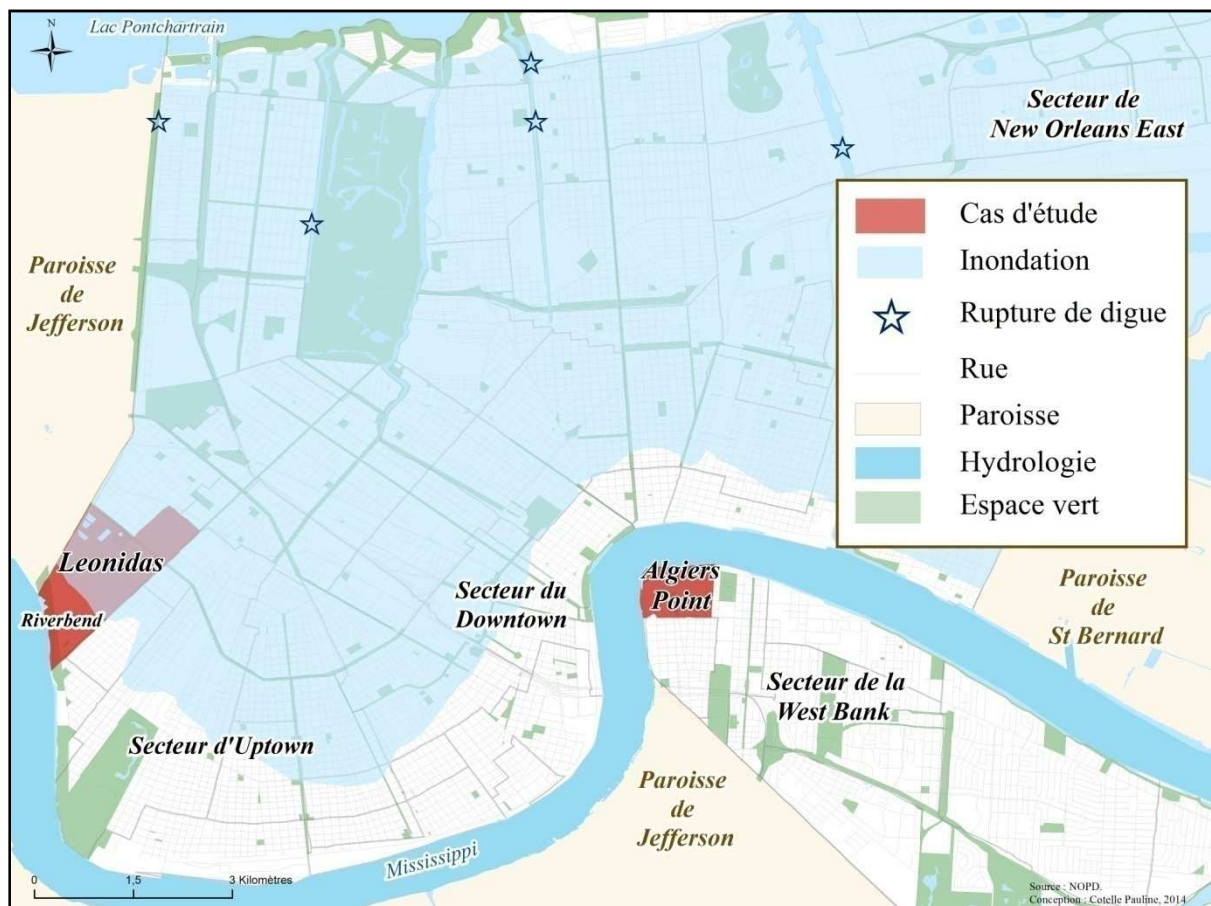 Lac Pontchartrain
N
Secteur de
New Orleans East
Cas d'étude
Inondation
Rupture de digue
Rue
Paroisse
Hydrologie
Espace vert
Paroisse
de
Jefferson
Leonidas
Riverbend
Secteur du
Downtown
Algiers
Point
Paroisse
de
St Bernard
Secteur de la
West Bank
Secteur d'Uptown
Paroisse
de
Jefferson
Mississippi
0 1,5 3 Kilomètres
Source : NOPD.
Conception : Cotelle Pauline, 2014